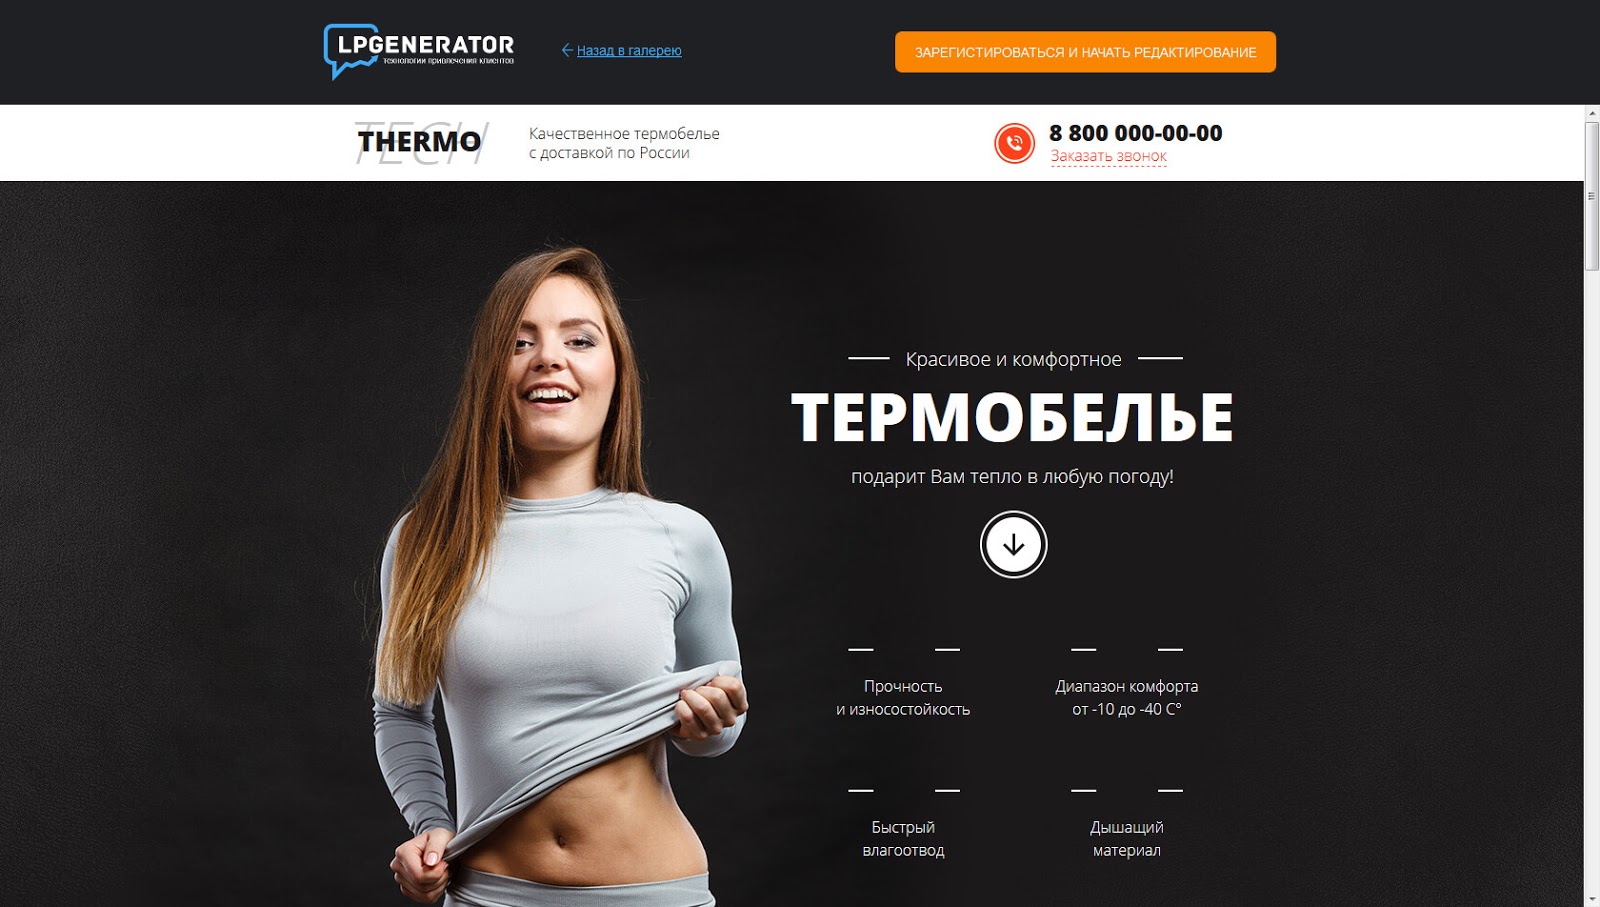 LPGENERATOR
ТЕХНОЛОГИИ ПРИВЛЕЧЕНИЯ КЛИЕНТОВ
← Назад в галерею
ЗАРЕГИСТИРОВАТЬСЯ И НАЧАТЬ РЕДАКТИРОВАНИЕ
THERMO
TECH
Качественное термобелье
с доставкой по России
8 800 000-00-00
Заказать звонок
Красивое и комфортное
ТЕРМОБЕЛЬЕ
подарит Вам тепло в любую погоду!
Прочность
и износостойкость
Диапазон комфорта
от -10 до -40 С°
Быстрый
влагоотвод
Дышащий
материал